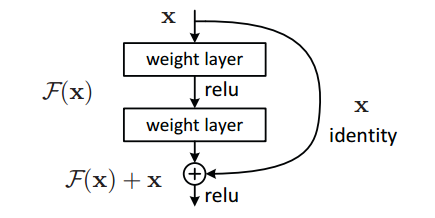 x
weight layer
relu
F(x)
weight layer
x
identity
F(x) + x
relu